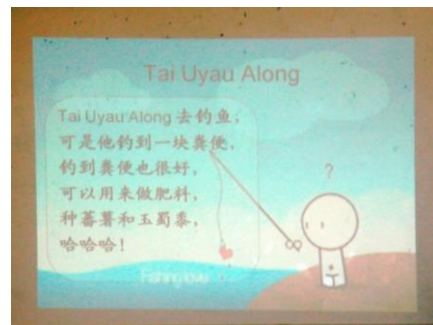 Tai Uyau Along
Tai Uyau Along 去钓鱼，
可是他钓到一块粪便，
钓到粪便也很好，
可以用来做肥料，
种蕃薯和玉蜀黍，
哈哈哈！
?